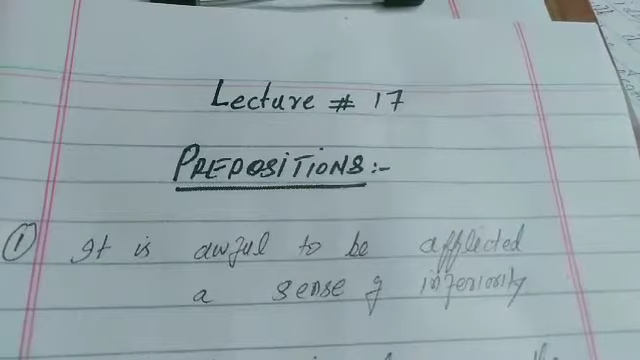 Lecture # 17
PREPOSITIONS:-
① It is awful to be afflicted
a sense of inferiority